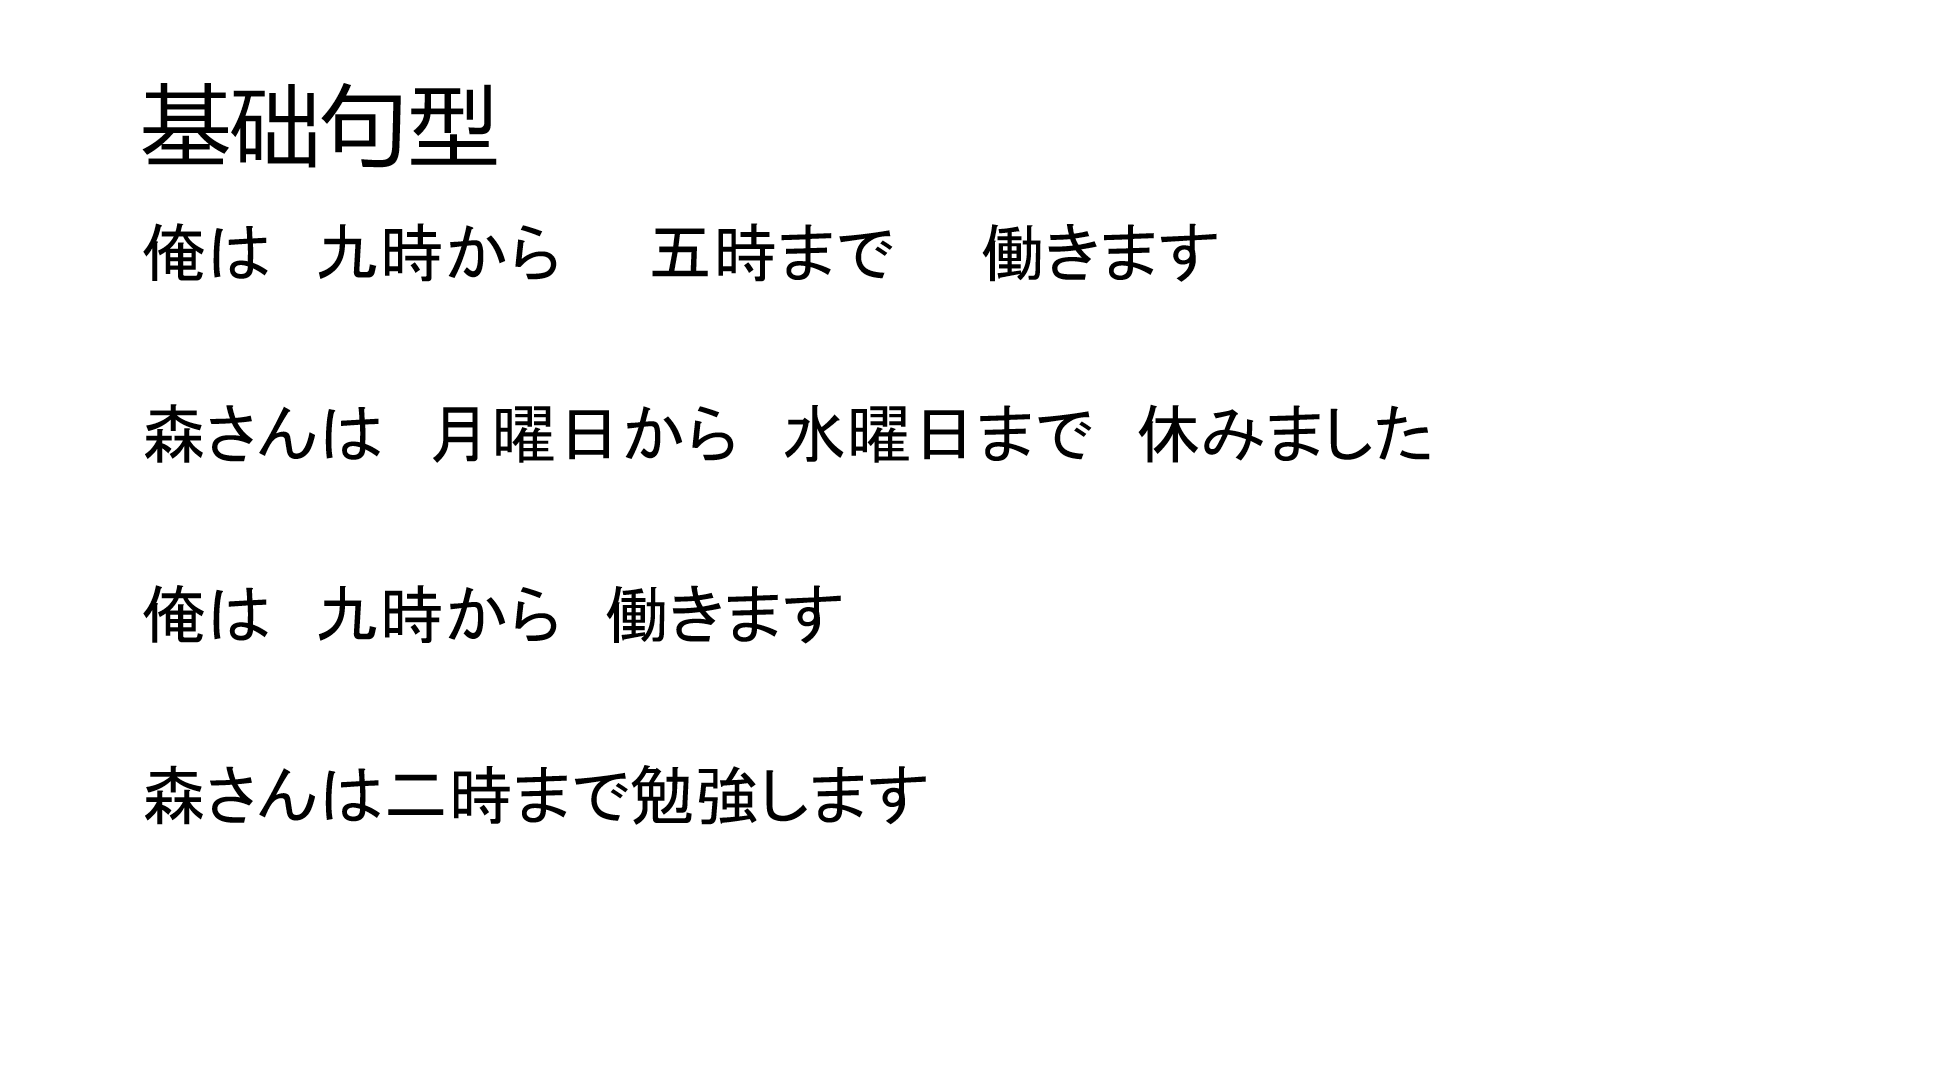 基础句型
俺は　九時から　　五時まで　　働きます
森さんは　月曜日から　水曜日まで　休みました
俺は　九時から　働きます
森さんは二時まで勉強します